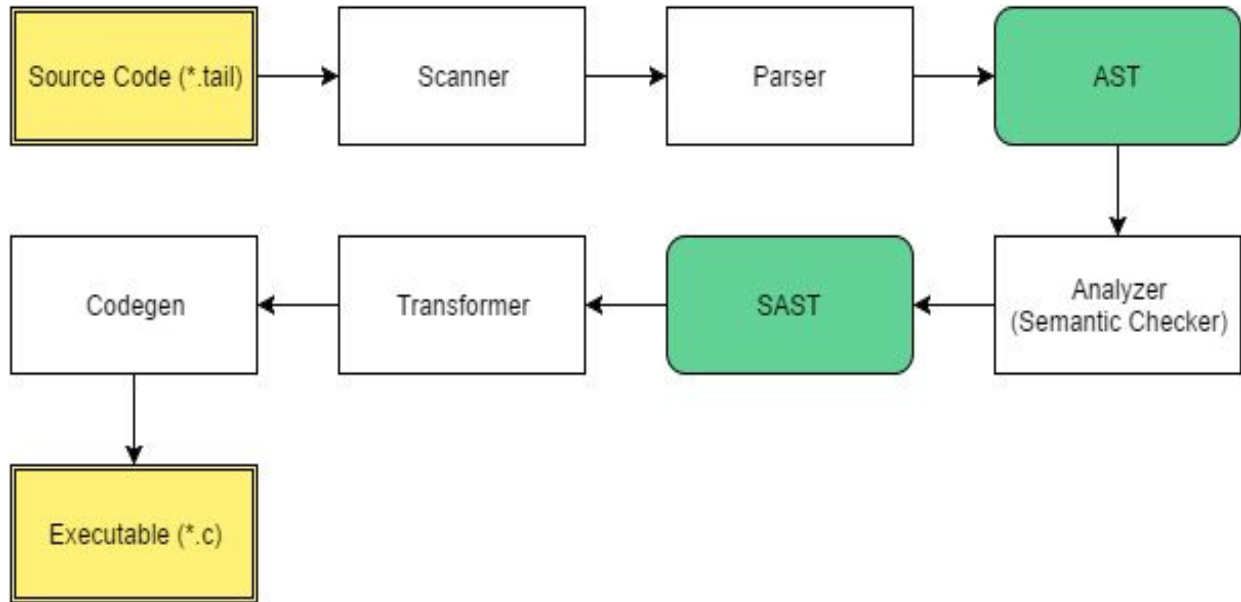 Source Code (*.tail)
Scanner
Parser
AST
Codegen
Transformer
SAST
Analyzer
(Semantic Checker)
Executable (*.c)